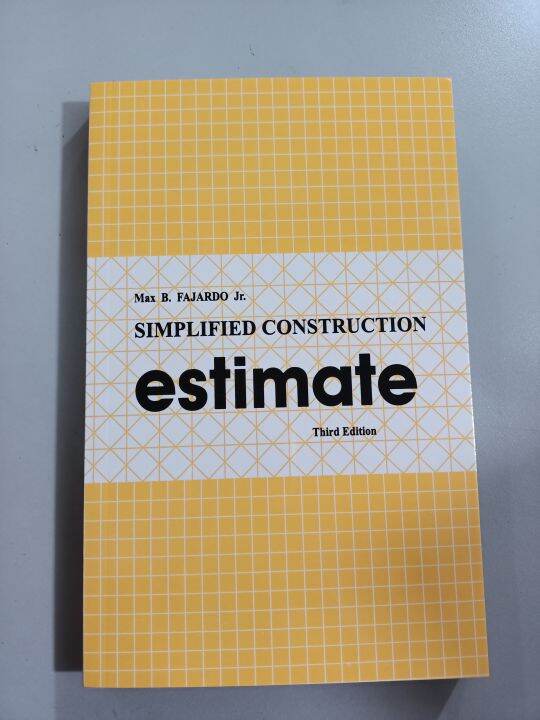 Max B. FAJARDO Jr.
SIMPLIFIED CONSTRUCTION
estimate
Third Edition